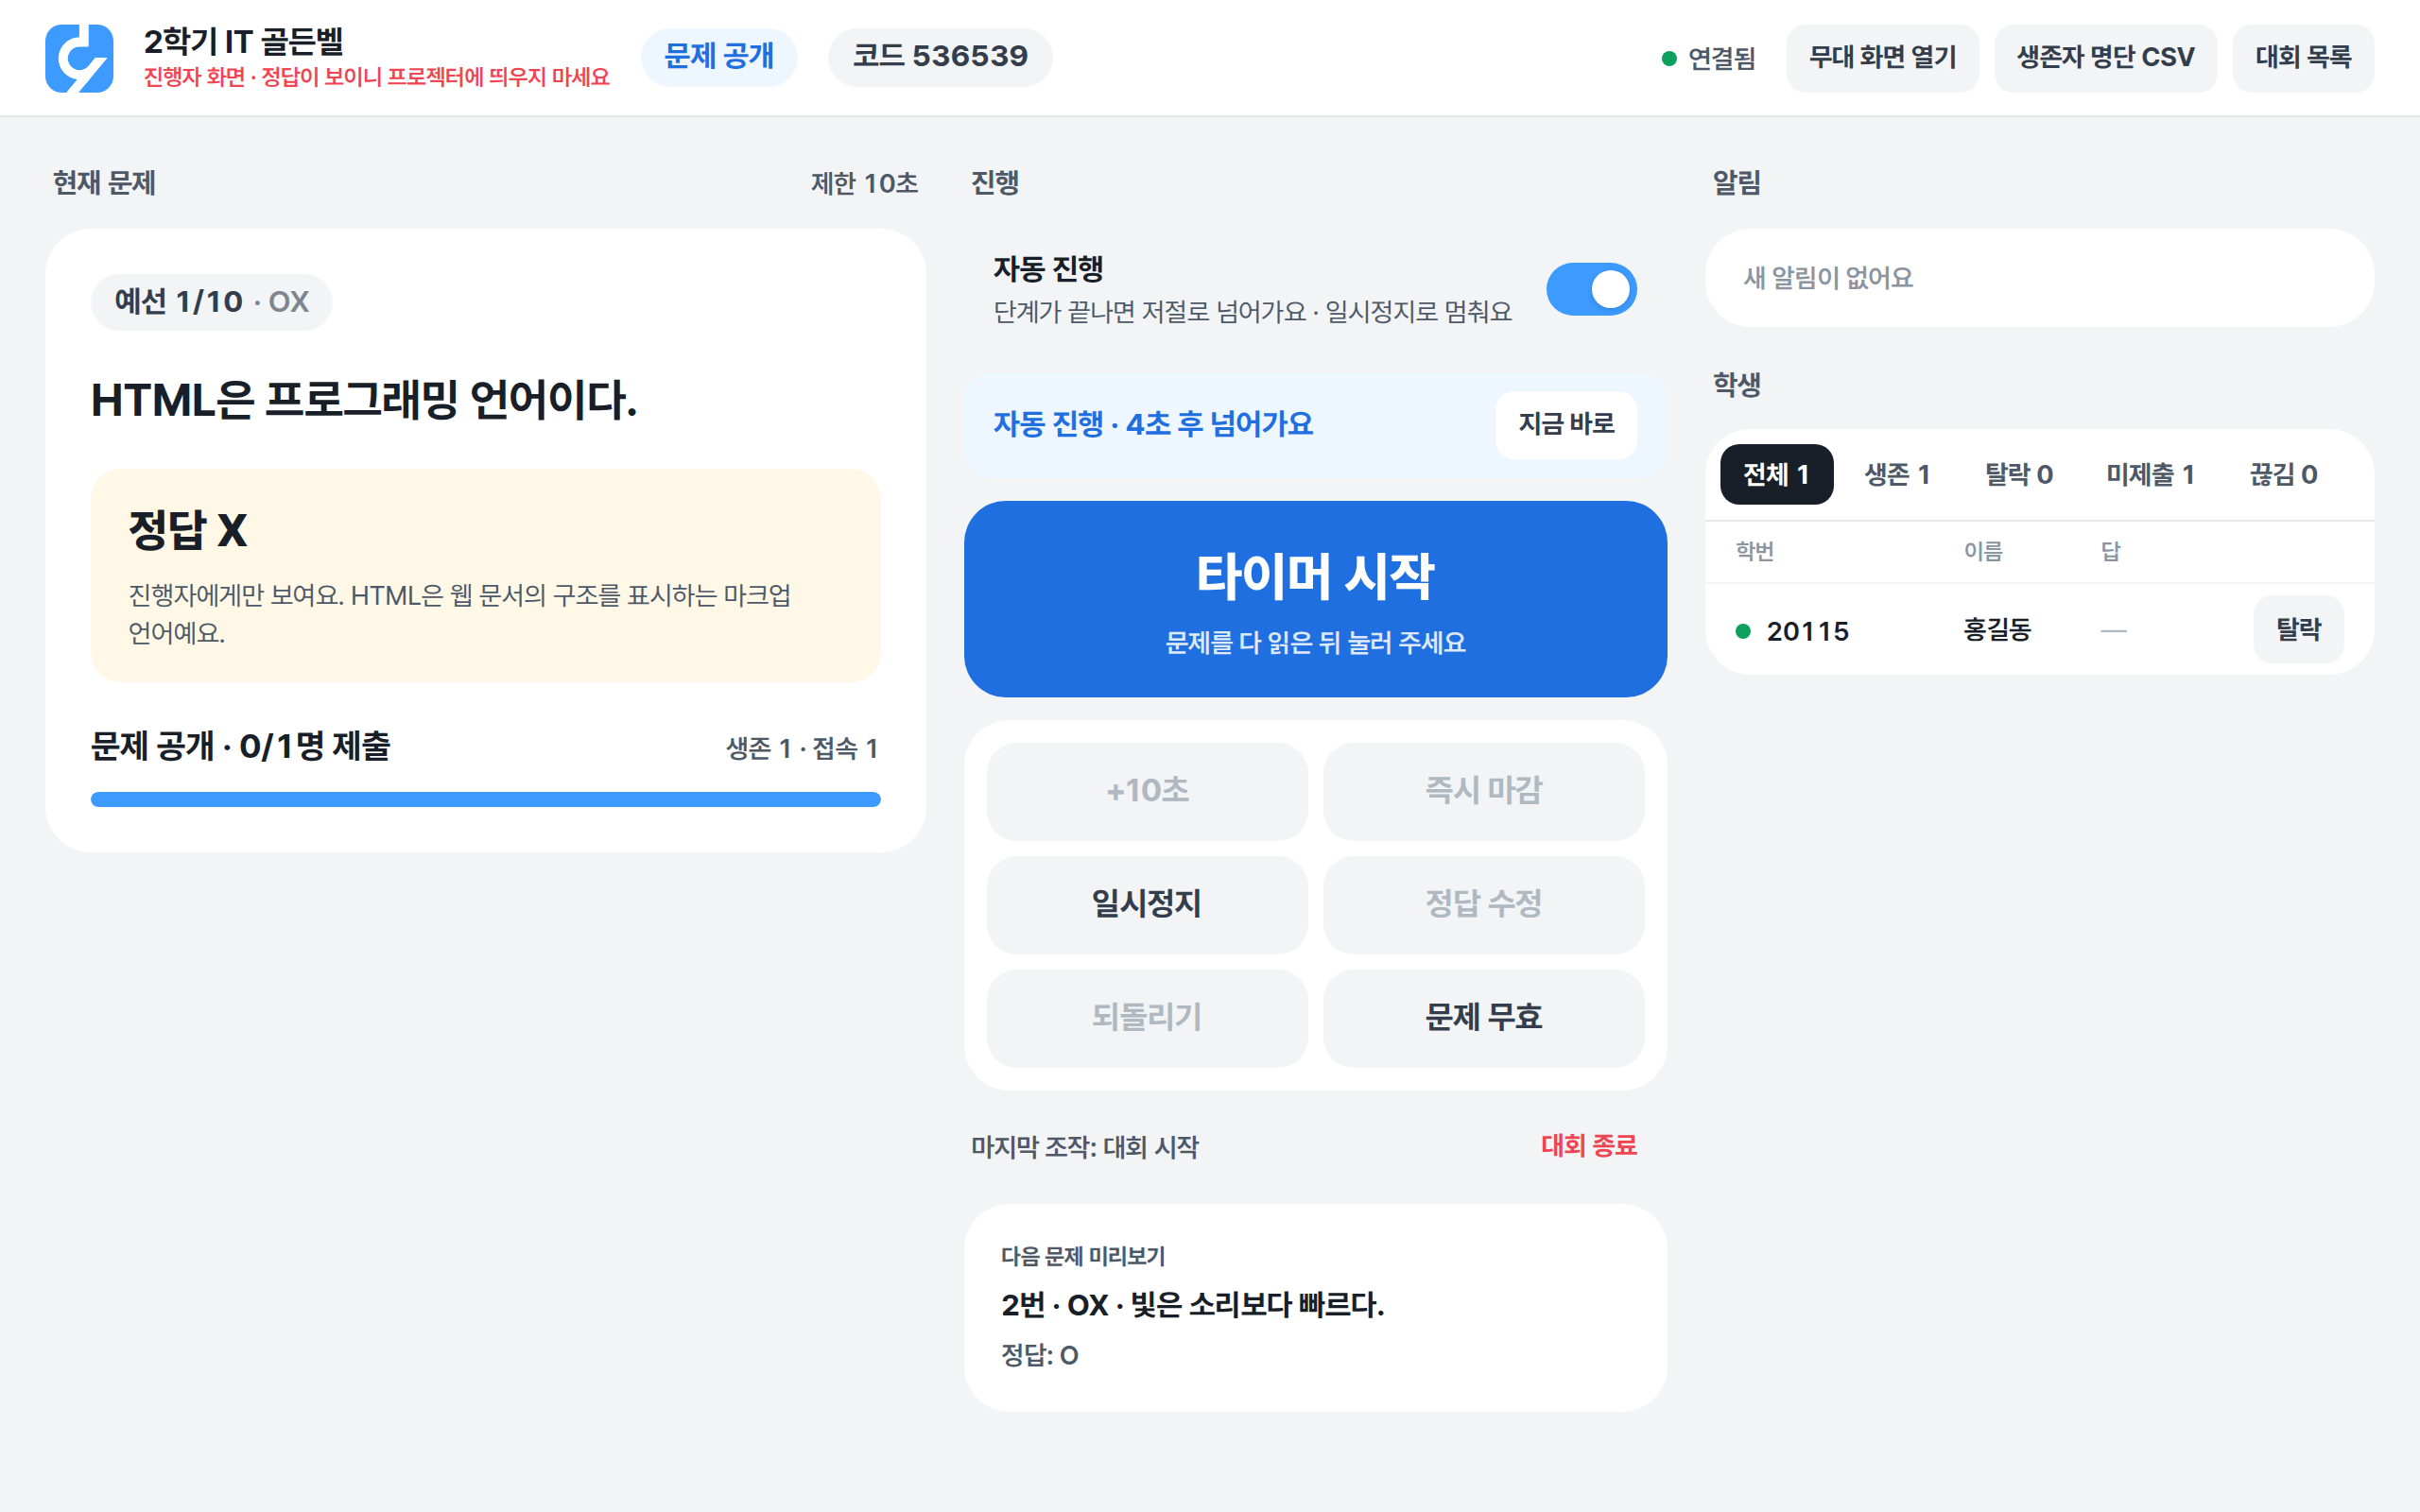 2학기 IT 골든벨
진행자 화면 · 정답이 보이니 프로젝터에 띄우지 마세요
문제 공개
코드 536539
연결됨
무대 화면 열기
생존자 명단 CSV
대회 목록
현재 문제
제한 10초
예선 1/10 · OX
HTML은 프로그래밍 언어이다.
정답 X
진행자에게만 보여요. HTML은 웹 문서의 구조를 표시하는 마크업
언어예요.
문제 공개 · 0/1명 제출
생존 1 · 접속 1
진행
자동 진행
단계가 끝나면 저절로 넘어가요 · 일시정지로 멈춰요
자동 진행 · 4초 후 넘어가요
지금 바로
타이머 시작
문제를 다 읽은 뒤 눌러 주세요
+10초
즉시 마감
일시정지
정답 수정
되돌리기
문제 무효
마지막 조작: 대회 시작
대회 종료
다음 문제 미리보기
2번 · OX · 빛은 소리보다 빠르다.
정답: O
알림
새 알림이 없어요
학생
전체 1
생존 1
탈락 0
미제출 1
끊김 0
학번
이름
답
20115
홍길동
—
탈락